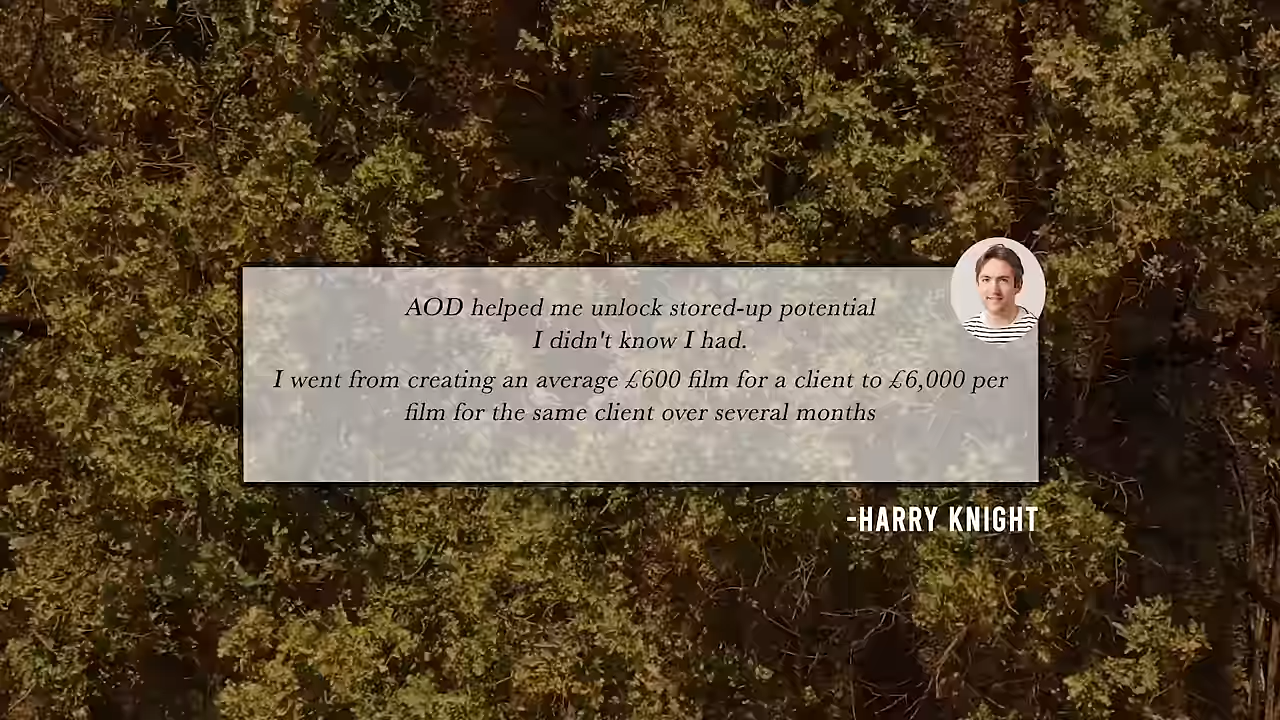 AOD helped me unlock stored-up potential
I didn't know I had.
I went from creating an average £600 film for a client to £6,000 per
film for the same client over several months
-HARRY KNIGHT